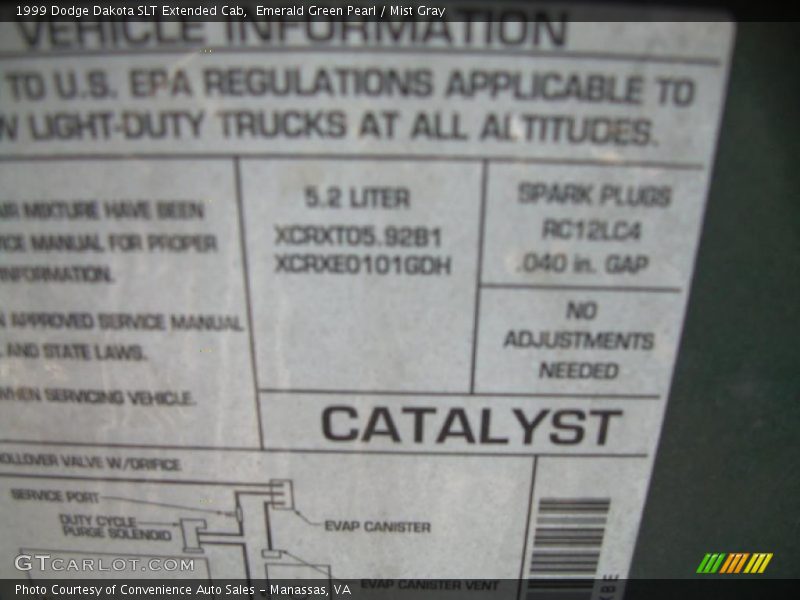 1999 Dodge Dakota SLT Extended Cab, Emerald Green Pearl / Mist Gray
VEHICLE INFORMATION
TO U.S. EPA REGULATIONS APPLICABLE TO
LIGHT-DUTY TRUCKS AT ALL ALTITUDES.
MIXTURE HAVE BEEN
MANUAL FOR PROPER
INFORMATION.
APPROVED SERVICE MANUAL
AND STATE LAWS.
WHEN SERVICING VEHICLE.
5.2 LITER
XCRXT05.92B1
XCRXE0101GDH
SPARK PLUGS
RC12LC4
.040 in. GAP
NO
ADJUSTMENTS
NEEDED
CATALYST
ROLLOVER VALVE W/ORIFICE
SERVICE PORT
DUTY CYCLE
PURGE SOLENOID
EVAP CANISTER
EVAP CANISTER VENT
GTCARLOT.COM
Photo Courtesy of Convenience Auto Sales - Manassas, VA